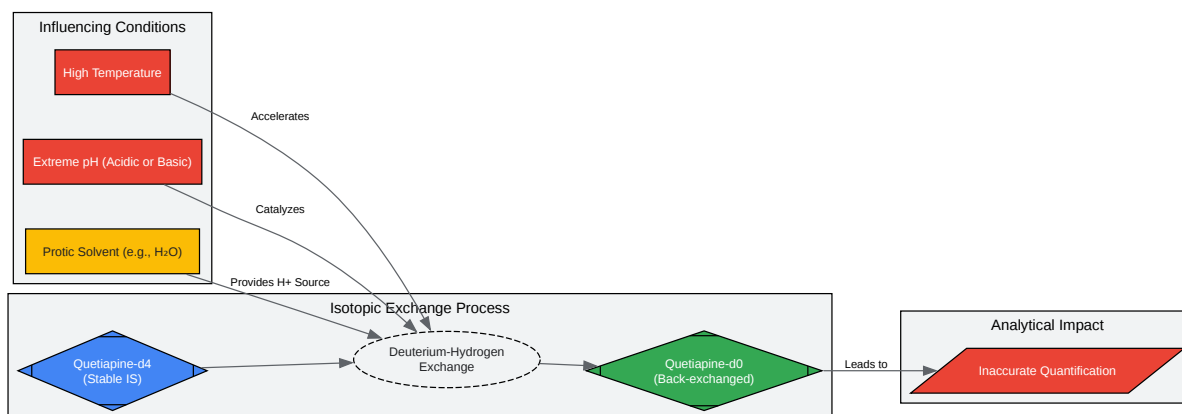 Influencing Conditions
High Temperature
Accelerates
Extreme pH (Acidic or Basic)
Catalyzes
Protic Solvent (e.g., H₂O)
Provides H+ Source
Isotopic Exchange Process
Quetiapine-d4
(Stable IS)
Deuterium-Hydrogen
Exchange
Quetiapine-d0
(Back-exchanged)
Leads to
Analytical Impact
Inaccurate Quantification